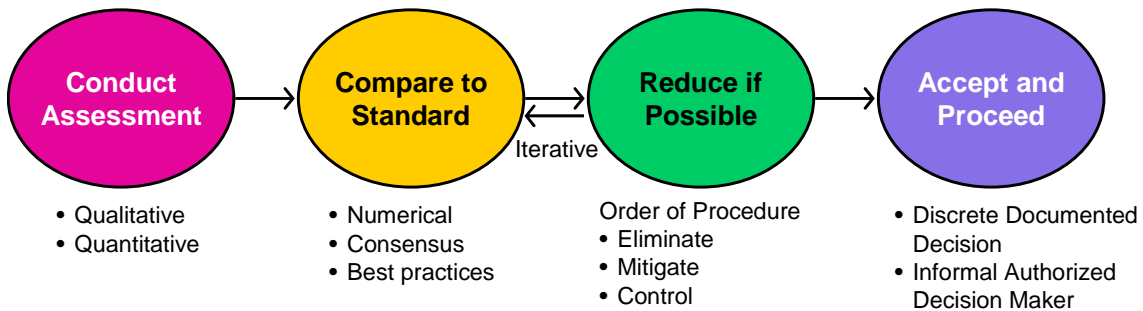 Conduct
Assessment
Compare to
Standard
Reduce if
Possible
Accept and
Proceed
Iterative
• Qualitative
• Quantitative
• Numerical
• Consensus
• Best practices
Order of Procedure
• Eliminate
• Mitigate
• Control
• Discrete Documented
Decision
• Informal Authorized
Decision Maker